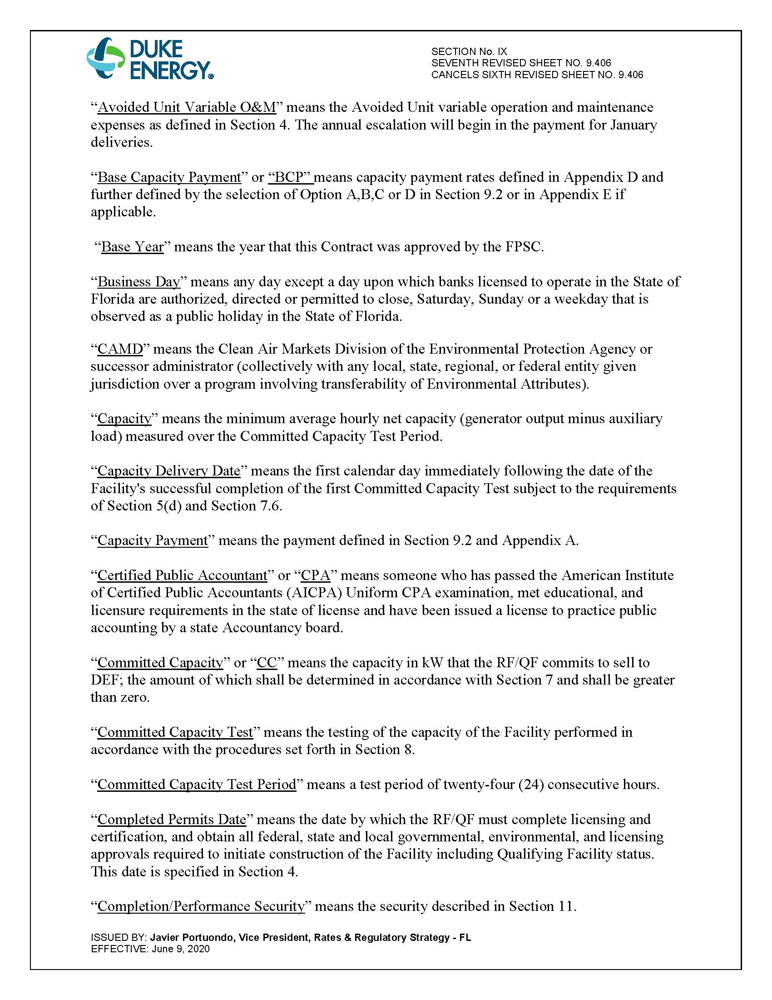 DUKE
ENERGY®
SECTION No. IX
SEVENTH REVISED SHEET NO. 9.406
CANCELS SIXTH REVISED SHEET NO. 9.406
“Avoided Unit Variable O&M” means the Avoided Unit variable operation and maintenance
expenses as defined in Section 4. The annual escalation will begin in the payment for January
deliveries.
“Base Capacity Payment” or “BCP” means capacity payment rates defined in Appendix D and
further defined by the selection of Option A,B,C or D in Section 9.2 or in Appendix E if
applicable.
“Base Year” means the year that this Contract was approved by the FPSC.
“Business Day” means any day except a day upon which banks licensed to operate in the State of
Florida are authorized, directed or permitted to close, Saturday, Sunday or a weekday that is
observed as a public holiday in the State of Florida.
“CAMD” means the Clean Air Markets Division of the Environmental Protection Agency or
successor administrator (collectively with any local, state, regional, or federal entity given
jurisdiction over a program involving transferability of Environmental Attributes).
“Capacity” means the minimum average hourly net capacity (generator output minus auxiliary
load) measured over the Committed Capacity Test Period.
“Capacity Delivery Date” means the first calendar day immediately following the date of the
Facility's successful completion of the first Committed Capacity Test subject to the requirements
of Section 5(d) and Section 7.6.
“Capacity Payment” means the payment defined in Section 9.2 and Appendix A.
“Certified Public Accountant” or “CPA” means someone who has passed the American Institute
of Certified Public Accountants (AICPA) Uniform CPA examination, met educational, and
licensure requirements in the state of license and have been issued a license to practice public
accounting by a state Accountancy board.
“Committed Capacity” or “CC” means the capacity in kW that the RF/QF commits to sell to
DEF; the amount of which shall be determined in accordance with Section 7 and shall be greater
than zero.
“Committed Capacity Test” means the testing of the capacity of the Facility performed in
accordance with the procedures set forth in Section 8.
“Committed Capacity Test Period” means a test period of twenty-four (24) consecutive hours.
“Completed Permits Date” means the date by which the RF/QF must complete licensing and
certification, and obtain all federal, state and local governmental, environmental, and licensing
approvals required to initiate construction of the Facility including Qualifying Facility status.
This date is specified in Section 4.
“Completion/Performance Security” means the security described in Section 11.
ISSUED BY: Javier Portuondo, Vice President, Rates & Regulatory Strategy - FL
EFFECTIVE: June 9, 2020